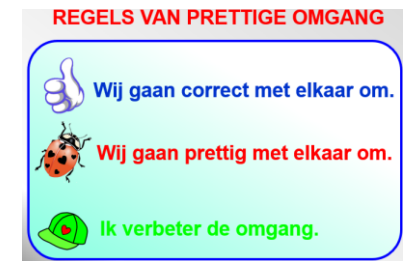 REGELS VAN PRETTIGE OMGANG
Wij gaan correct met elkaar om.
Wij gaan prettig met elkaar om.
Ik verbeter de omgang.